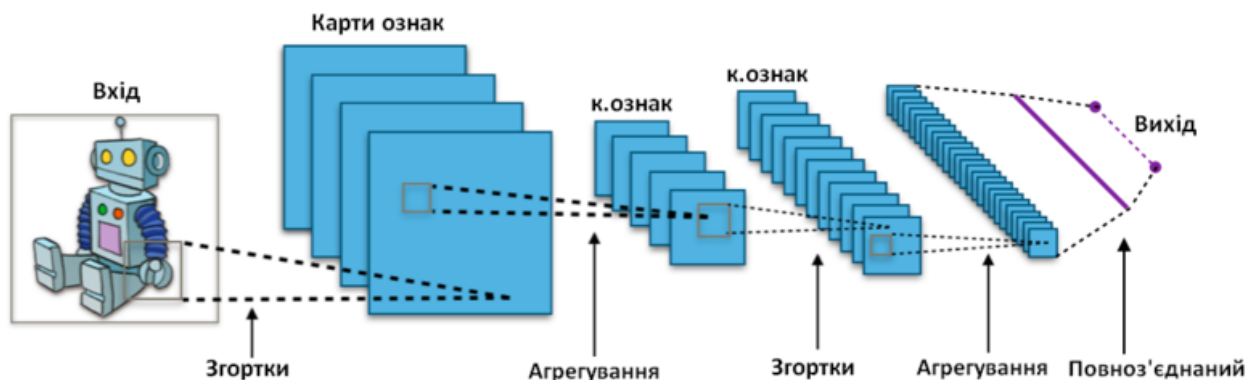 Карти ознак
Вхід
к.ознак
к.ознак
Вихід
Згортки
Агрегування
Згортки
Агрегування
Повноз'єднаний